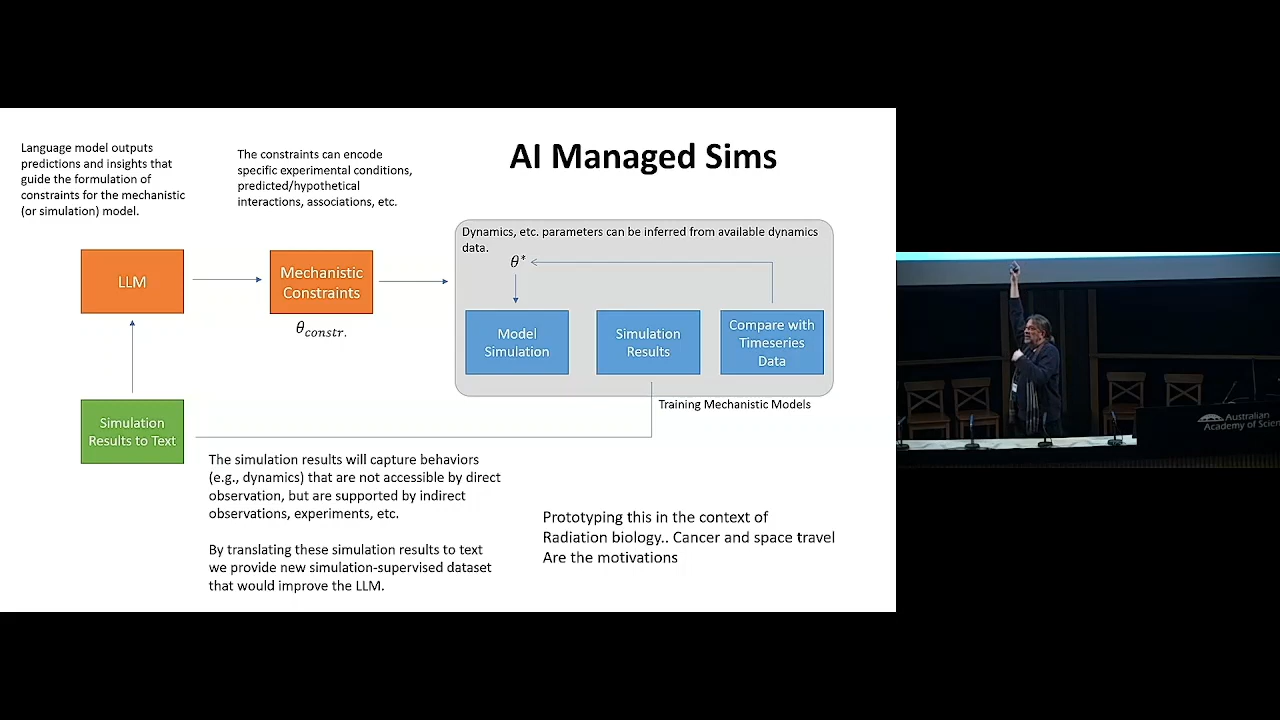 AI Managed Sims
Language model outputs
predictions and insights that
guide the formulation of
constraints for the mechanistic
(or simulation) model.
The constraints can encode
specific experimental conditions,
predicted/hypothetical
interactions, associations, etc.
Dynamics, etc. parameters can be inferred from available dynamics
data.
θ*
LLM
Mechanistic
Constraints
θconstr.
Model
Simulation
Simulation
Results
Compare with
Timeseries
Data
Training Mechanistic Models
Simulation
Results to Text
The simulation results will capture behaviors
(e.g., dynamics) that are not accessible by direct
observation, but are supported by indirect
observations, experiments, etc.
By translating these simulation results to text
we provide new simulation-supervised dataset
that would improve the LLM.
Prototyping this in the context of
Radiation biology.. Cancer and space travel
Are the motivations
Australian
Academy of Scien